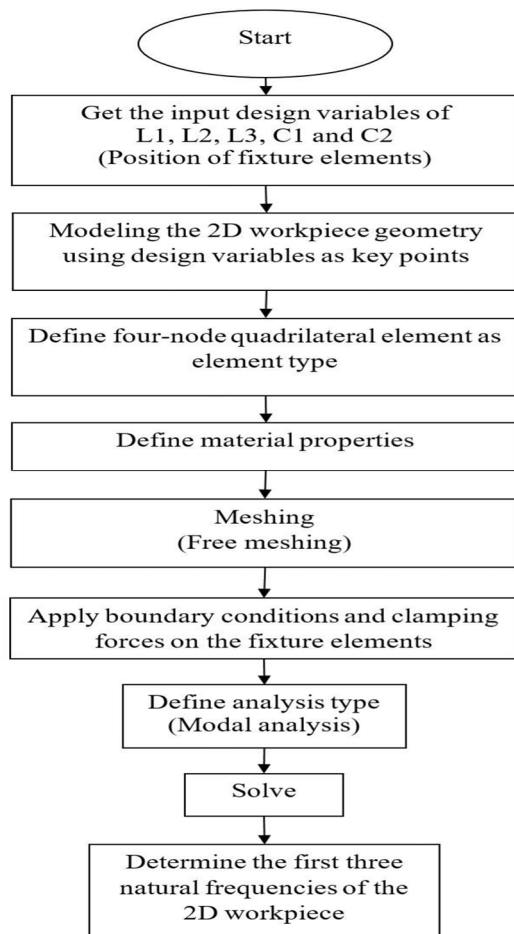 Start
Get the input design variables of
L1, L2, L3, C1 and C2
(Position of fixture elements)
Modeling the 2D workpiece geometry
using design variables as key points
Define four-node quadrilateral element as
element type
Define material properties
Meshing
(Free meshing)
Apply boundary conditions and clamping
forces on the fixture elements
Define analysis type
(Modal analysis)
Solve
Determine the first three
natural frequencies of the
2D workpiece